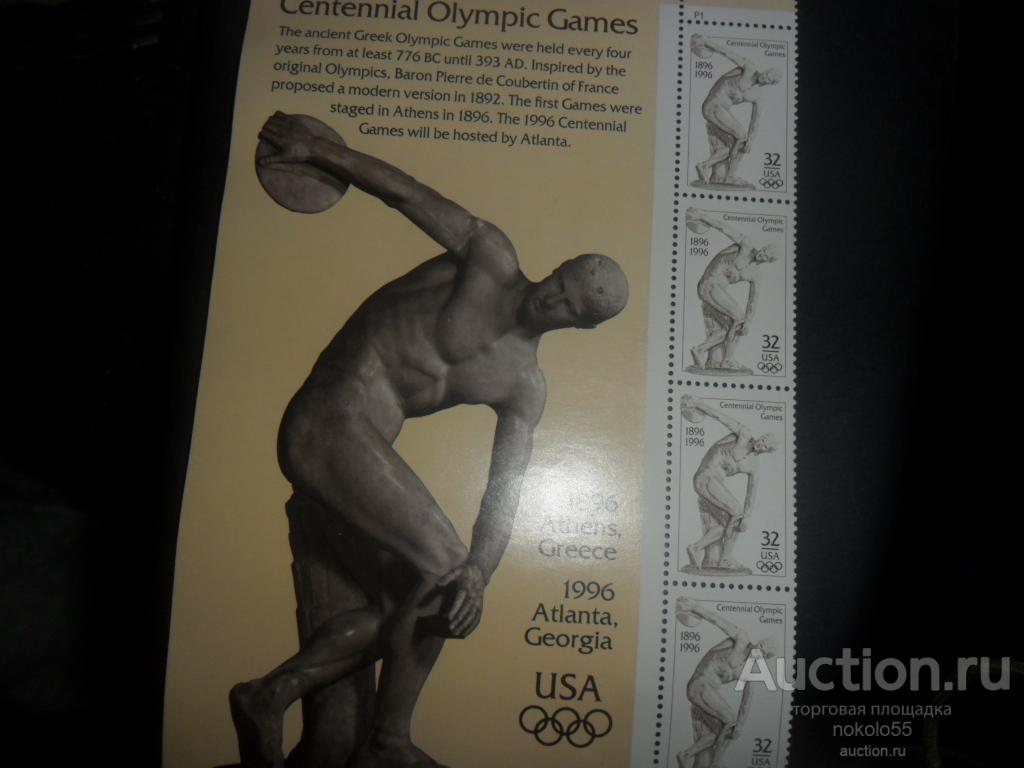 Centennial Olympic Games
The ancient Greek Olympic Games were held every four
years from at least 776 BC until 393 AD. Inspired by the
original Olympics, Baron Pierre de Coubertin of France
proposed a modern version in 1892. The first Games were
staged in Athens in 1896. The 1996 Centennial
Games will be hosted by Atlanta.
1896
Athens,
Greece
1996
Atlanta,
Georgia
USA
P1
Centennial Olympic
Games
1896
1996
32
USA
Centennial Olympic
Games
1896
1996
32
USA
Centennial Olympic
Games
1896
1996
32
USA
Centennial Olympic
Games
1896
1996
32
USA
Auction.ru
торговая площадка
nokolo55
auction.ru